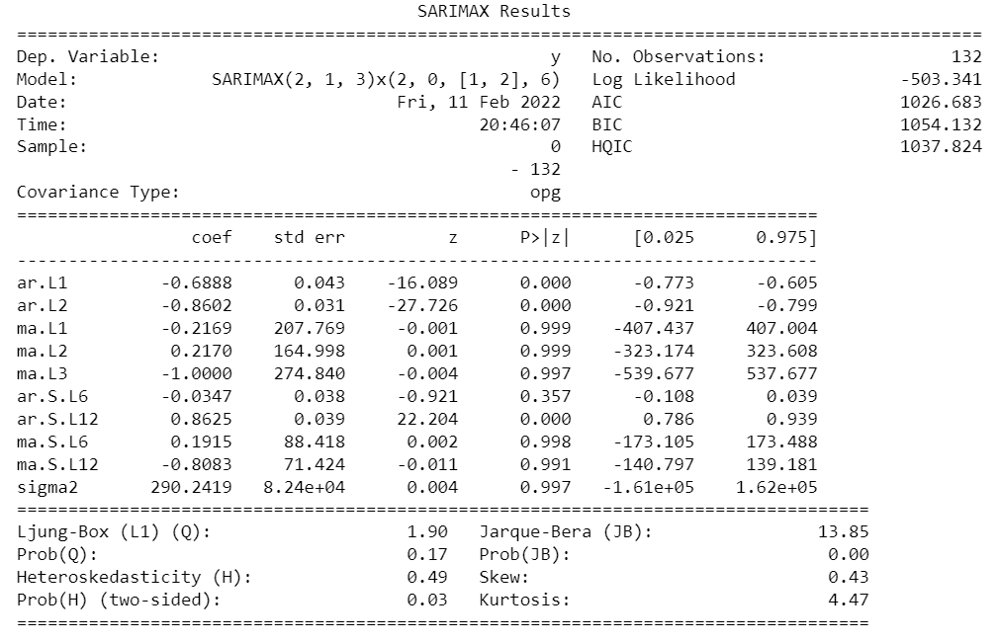 SARIMAX Results
==============================================================================================
Dep. Variable: y No. Observations: 132
Model: SARIMAX(2, 1, 3)x(2, 0, [1, 2], 6) Log Likelihood -503.341
Date: Fri, 11 Feb 2022 AIC 1026.683
Time: 20:46:07 BIC 1054.132
Sample: 0 HQIC 1037.824
- 132
Covariance Type: opg
==============================================================================
coef std err z P>|z| [0.025 0.975]
------------------------------------------------------------------------------
ar.L1 -0.6888 0.043 -16.089 0.000 -0.773 -0.605
ar.L2 -0.8602 0.031 -27.726 0.000 -0.921 -0.799
ma.L1 -0.2169 207.769 -0.001 0.999 -407.437 407.004
ma.L2 0.2170 164.998 0.001 0.999 -323.174 323.608
ma.L3 -1.0000 274.840 -0.004 0.997 -539.677 537.677
ar.S.L6 -0.0347 0.038 -0.921 0.357 -0.108 0.039
ar.S.L12 0.8625 0.039 22.204 0.000 0.786 0.939
ma.S.L6 0.1915 88.418 0.002 0.998 -173.105 173.488
ma.S.L12 -0.8083 71.424 -0.011 0.991 -140.797 139.181
sigma2 290.2419 8.24e+04 0.004 0.997 -1.61e+05 1.62e+05
===================================================================================
Ljung-Box (L1) (Q): 1.90 Jarque-Bera (JB): 13.85
Prob(Q): 0.17 Prob(JB): 0.00
Heteroskedasticity (H): 0.49 Skew: 0.43
Prob(H) (two-sided): 0.03 Kurtosis: 4.47
===================================================================================